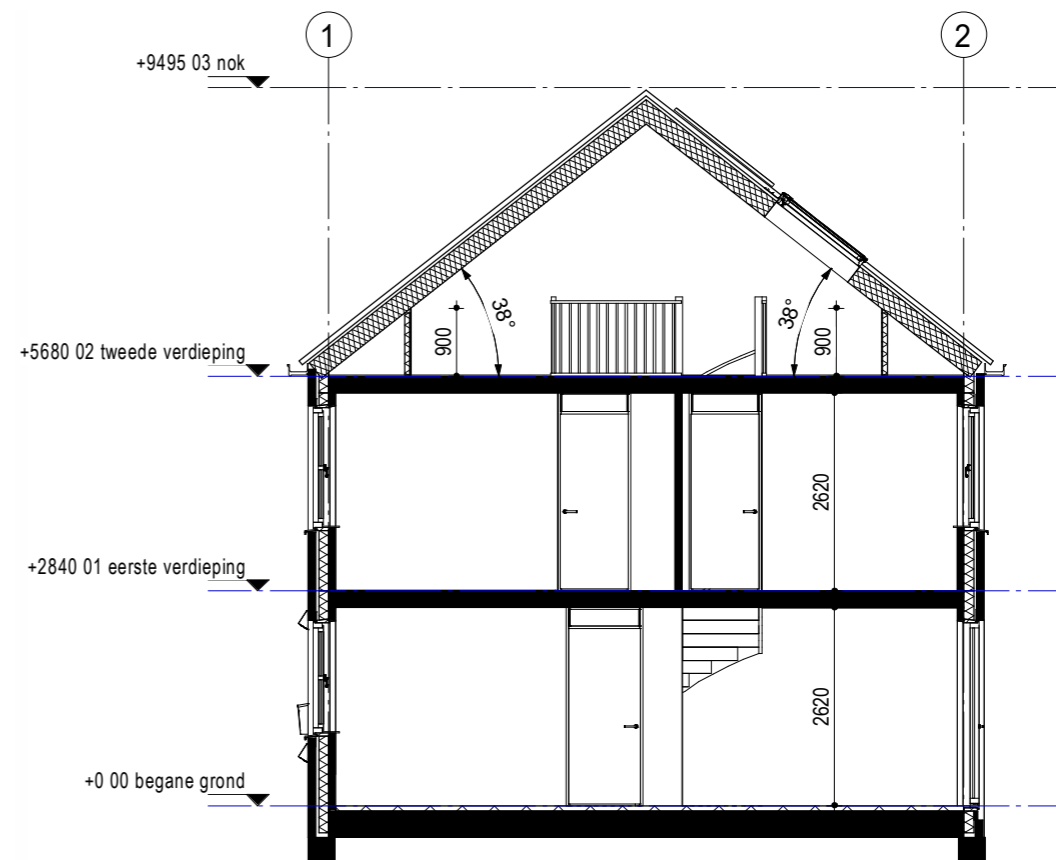 1
2
+9495 03 nok
38°
38°
900
900
+5680 02 tweede verdieping
2620
+2840 01 eerste verdieping
2620
+0 00 begane grond